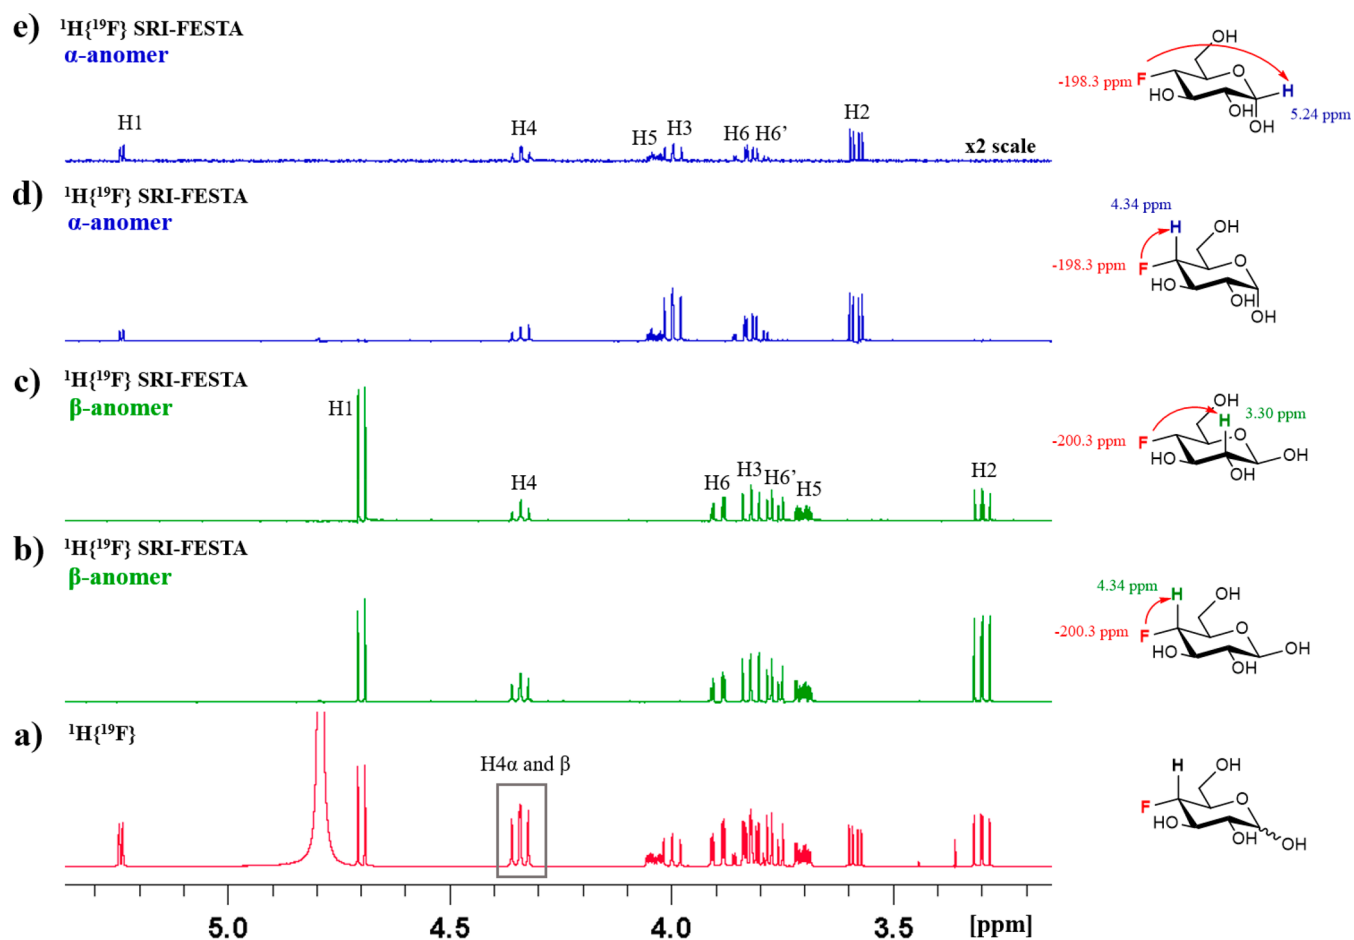 e) ¹H{¹⁹F} SRI-FESTA
α-anomer
H1
H4
H5
H3
H6
H6’
H2
x2 scale
OH
-198.3 ppm
F
O
HO
H
OH
OH
5.24 ppm
d) ¹H{¹⁹F} SRI-FESTA
α-anomer
4.34 ppm
H
OH
-198.3 ppm
F
O
HO
OH
OH
c) ¹H{¹⁹F} SRI-FESTA
β-anomer
H1
H4
H6
H3
H6’
H5
H2
OH
H
3.30 ppm
-200.3 ppm
F
O
OH
HO
OH
b) ¹H{¹⁹F} SRI-FESTA
β-anomer
4.34 ppm
H
OH
-200.3 ppm
F
O
OH
HO
OH
a) ¹H{¹⁹F}
H4α and β
H
OH
F
O
HO
OH
OH
5.0
4.5
4.0
3.5
[ppm]